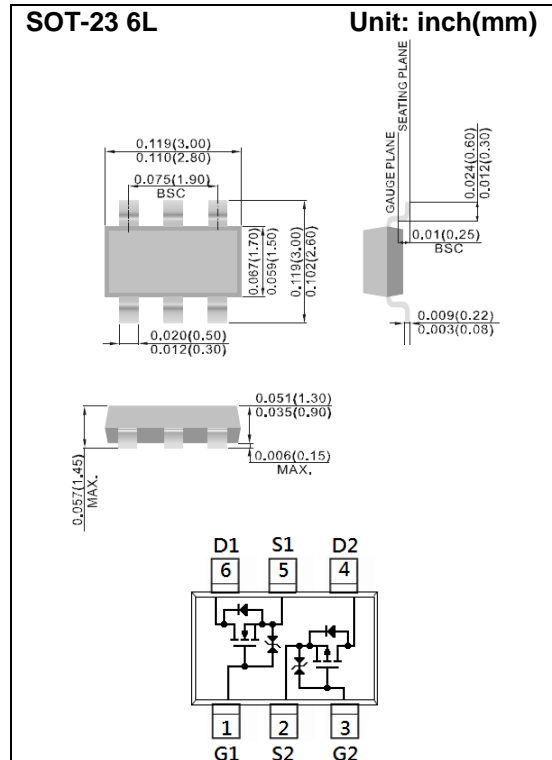 SOT-23 6L Unit: inch(mm)
0.119(3.00)
0.110(2.80)
0.075(1.90)
BSC
0.067(1.70)
0.059(1.50)
0.119(3.00)
0.102(2.60)
0.020(0.50)
0.012(0.30)
GAUGE PLANE
SEATING PLANE
0.024(0.60)
0.012(0.30)
0.01(0.25)
BSC
0.009(0.22)
0.003(0.08)
0.057(1.45)
MAX.
0.051(1.30)
0.035(0.90)
0.006(0.15)
MAX.
D1 S1 D2
6 5 4
1 2 3
G1 S2 G2